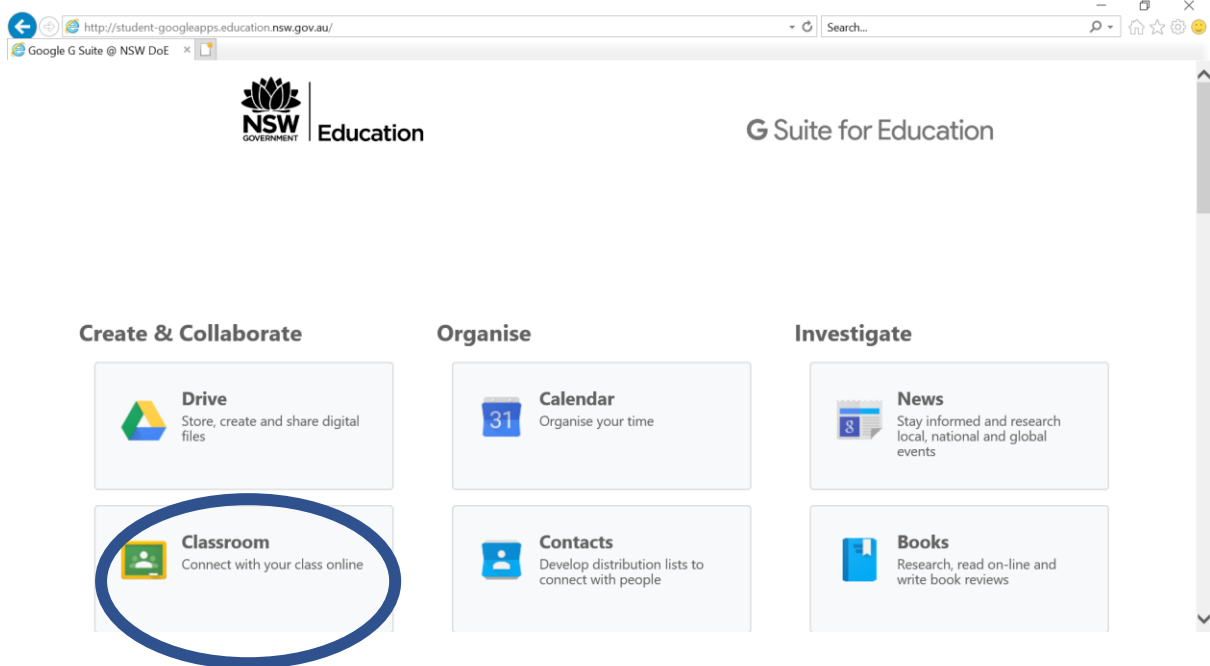 http://student-googleapps.education.nsw.gov.au/
Search...
Google G Suite @ NSW DoE
NSW
GOVERNMENT
Education
G Suite for Education
Create & Collaborate
Organise
Investigate
Drive
Store, create and share digital
files
31
Calendar
Organise your time
8
News
Stay informed and research
local, national and global
events
Classroom
Connect with your class online
Contacts
Develop distribution lists to
connect with people
Books
Research, read on-line and
write book reviews